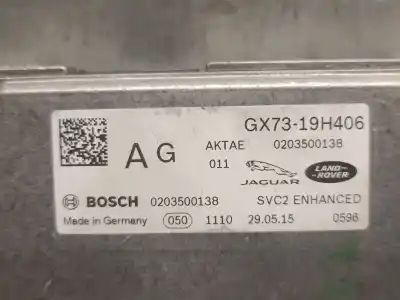 GX73-19H406
AG AKTAE 0203500138
011 JAGUAR LAND-ROVER
BOSCH 0203500138 SVC2 ENHANCED
Made in Germany 050 1110 29.05.15 0596